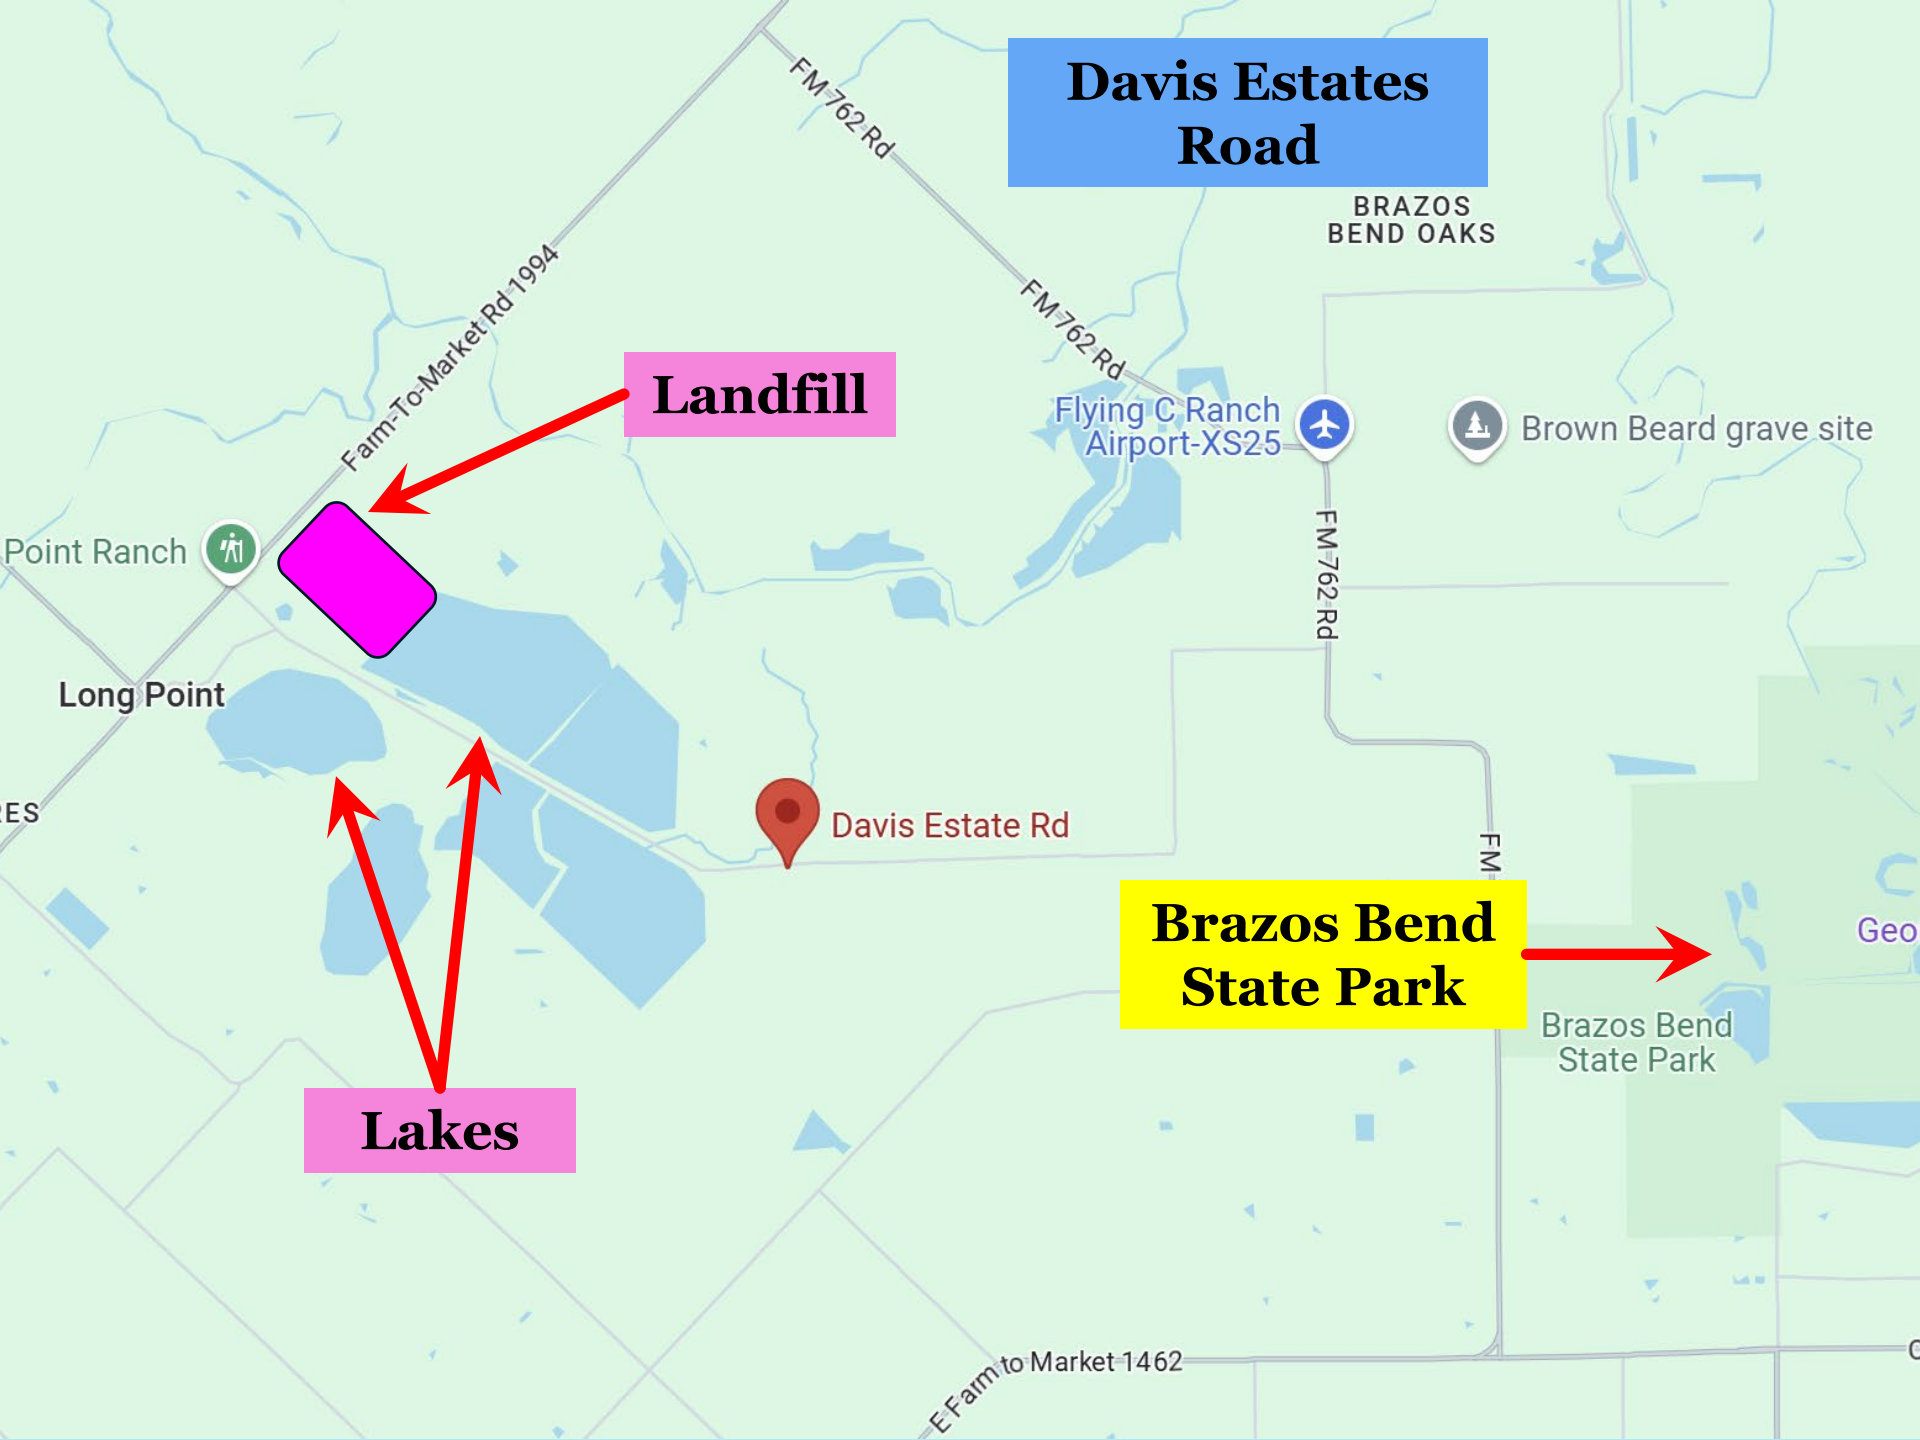 Davis Estates
Road
FM 762 Rd
BRAZOS
BEND OAKS
Farm-To-Market Rd 1994
FM 762 Rd
Landfill
Flying C Ranch
Airport-XS25
Brown Beard grave site
Point Ranch
FM 762 Rd
Long Point
RES
Davis Estate Rd
FM
Brazos Bend
State Park
Geo
Brazos Bend
State Park
Lakes
E Farm to Market 1462
C